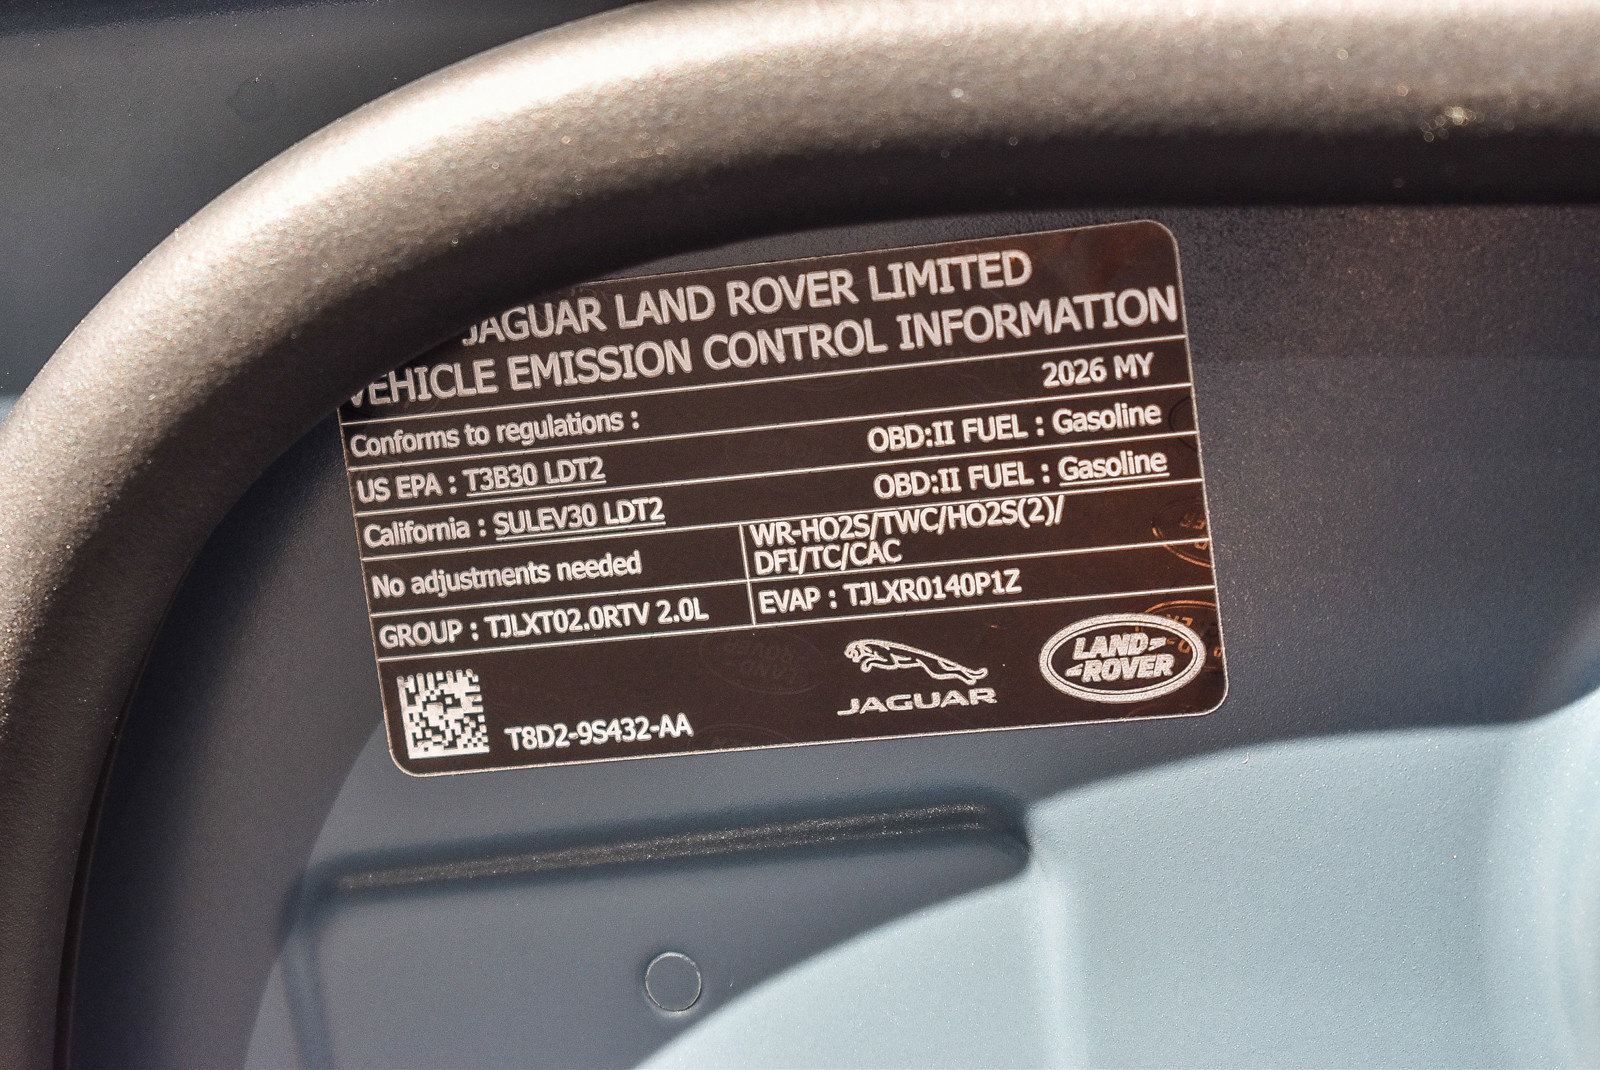 JAGUAR LAND ROVER LIMITED
VEHICLE EMISSION CONTROL INFORMATION
Conforms to regulations : 2026 MY
US EPA : T3B30 LDT2 OBD:II FUEL : Gasoline
California : SULEV30 LDT2 OBD:II FUEL : Gasoline
No adjustments needed
WR-HO2S/TWC/HO2S(2)/
DFI/TC/CAC
GROUP : TJLXT02.0RTV 2.0L
EVAP : TJLXR0140P1Z
T8D2-9S432-AA
JAGUAR
LAND
ROVER